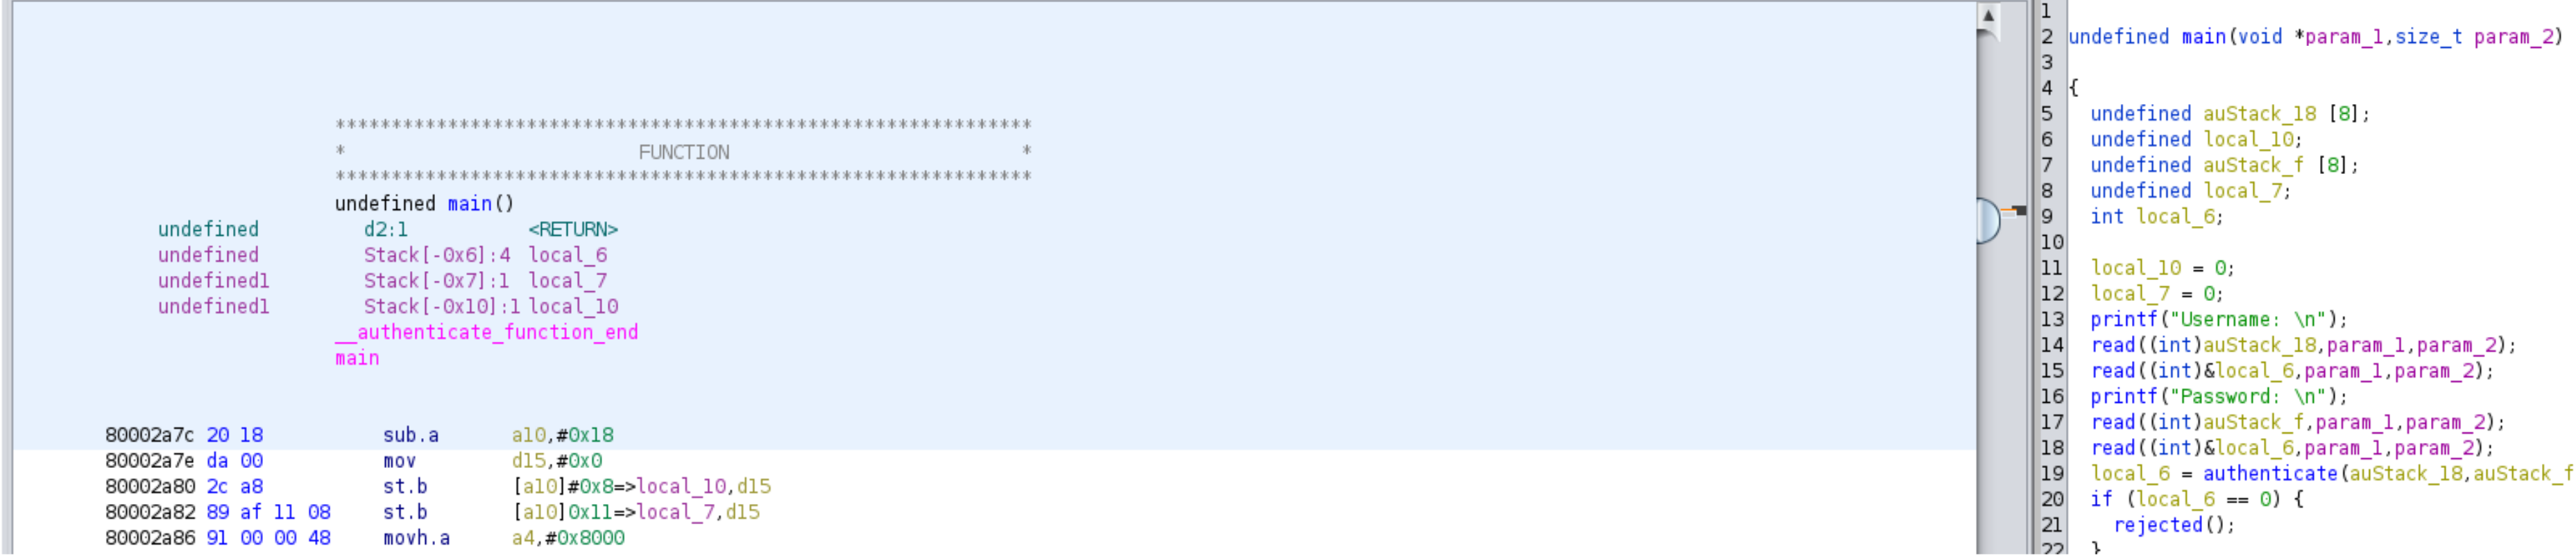 ************************************************************** 
*                          FUNCTION                          *
**************************************************************
undefined main()
undefined d2:1 <RETURN>
undefined Stack[-0x6]:4 local_6
undefined1 Stack[-0x7]:1 local_7
undefined1 Stack[-0x10]:1 local_10
__authenticate_function_end
main
80002a7c 20 18 sub.a a10,#0x18
80002a7e da 00 mov d15,#0x0
80002a80 2c a8 st.b [a10]#0x8=>local_10,d15
80002a82 89 af 11 08 st.b [a10]0x11=>local_7,d15
80002a86 91 00 00 48 movh.a a4,#0x8000
1
2 undefined main(void *param_1,size_t param_2)
3
4 {
5 undefined auStack_18 [8];
6 undefined local_10;
7 undefined auStack_f [8];
8 undefined local_7;
9 int local_6;
10
11 local_10 = 0;
12 local_7 = 0;
13 printf("Username: \n");
14 read((int)auStack_18,param_1,param_2);
15 read((int)&local_6,param_1,param_2);
16 printf("Password: \n");
17 read((int)auStack_f,param_1,param_2);
18 read((int)&local_6,param_1,param_2);
19 local_6 = authenticate(auStack_18,auStack_f
20 if (local_6 == 0) {
21 rejected();
22 }